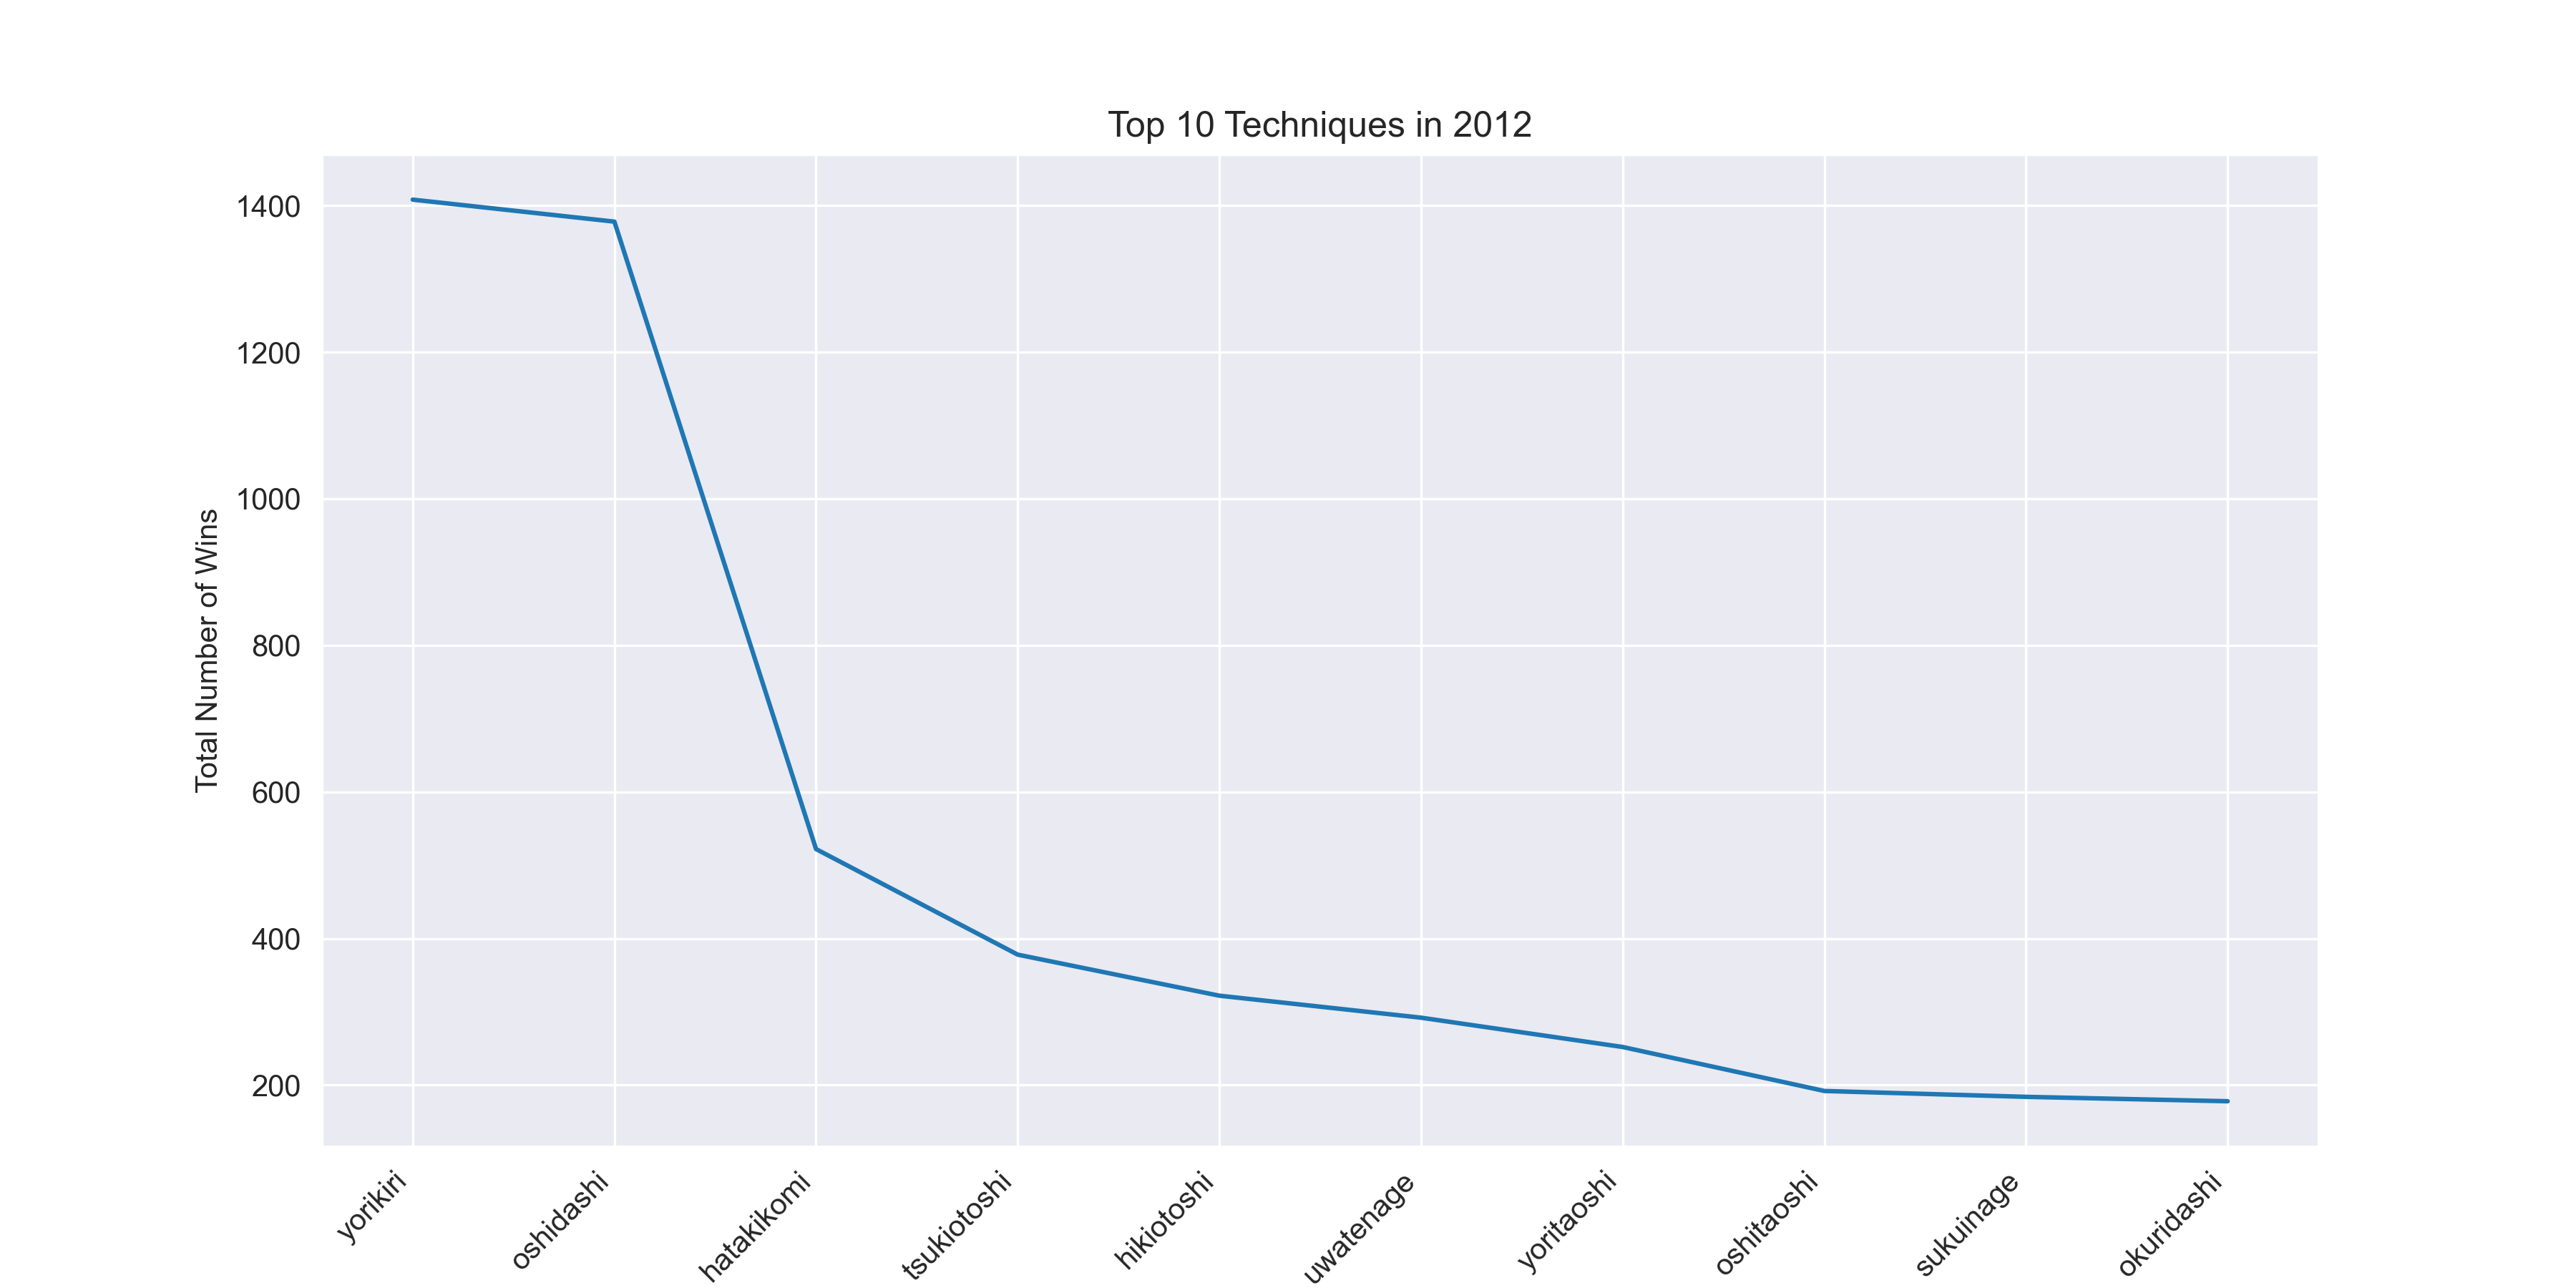 Top 10 Techniques in 2012
Total Number of Wins
1400
1200
1000
800
600
400
200
yorikiri
oshidashi
hatakikomi
tsukiotoshi
hikiotoshi
uwatenage
yoritaoshi
oshitaoshi
sukuinage
okuridashi